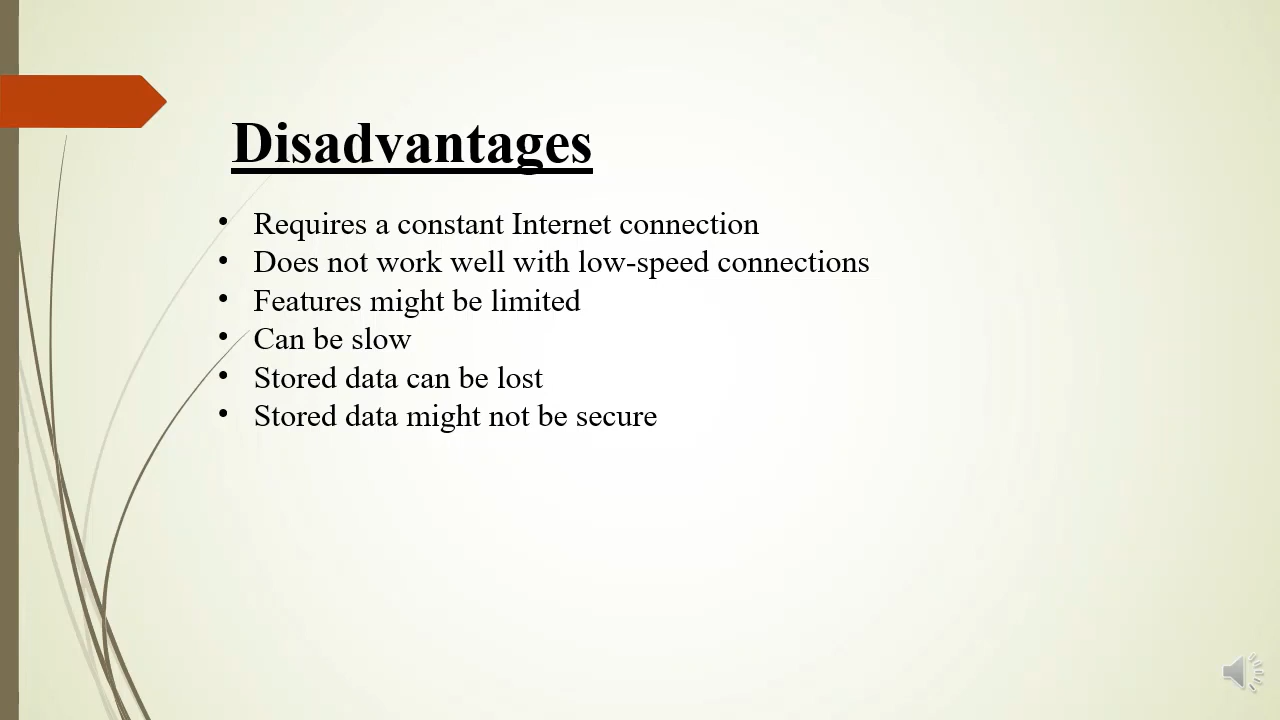 Disadvantages
• Requires a constant Internet connection
• Does not work well with low-speed connections
• Features might be limited
• Can be slow
• Stored data can be lost
• Stored data might not be secure